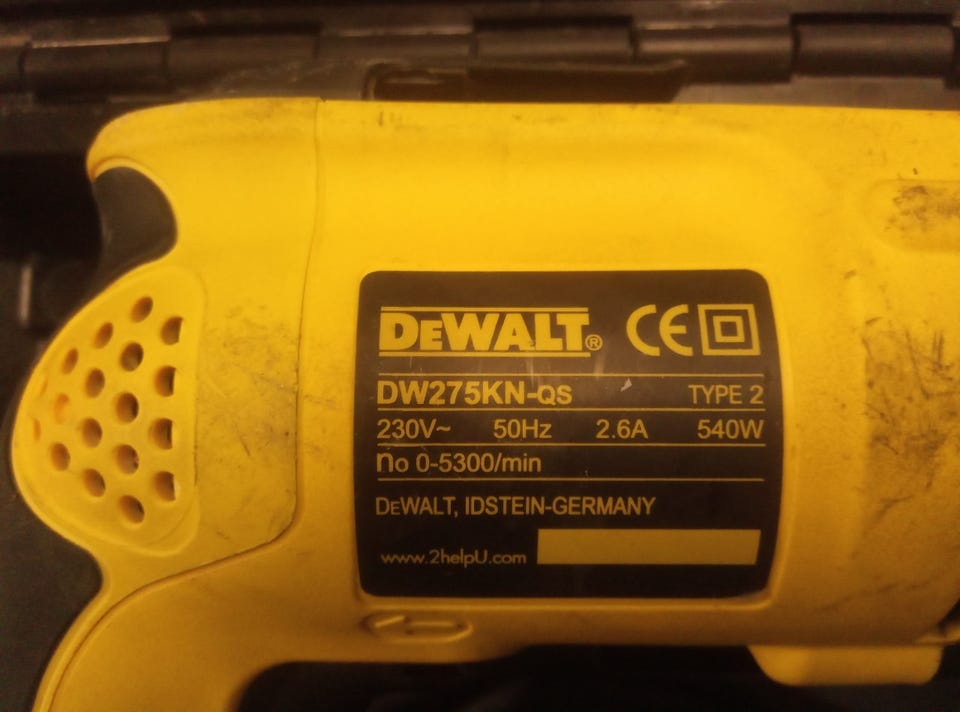 DEWALT® CE
DW275KN-QS TYPE 2
230V~ 50Hz 2.6A 540W
no 0-5300/min
DEWALT, IDSTEIN-GERMANY
www.2helpU.com